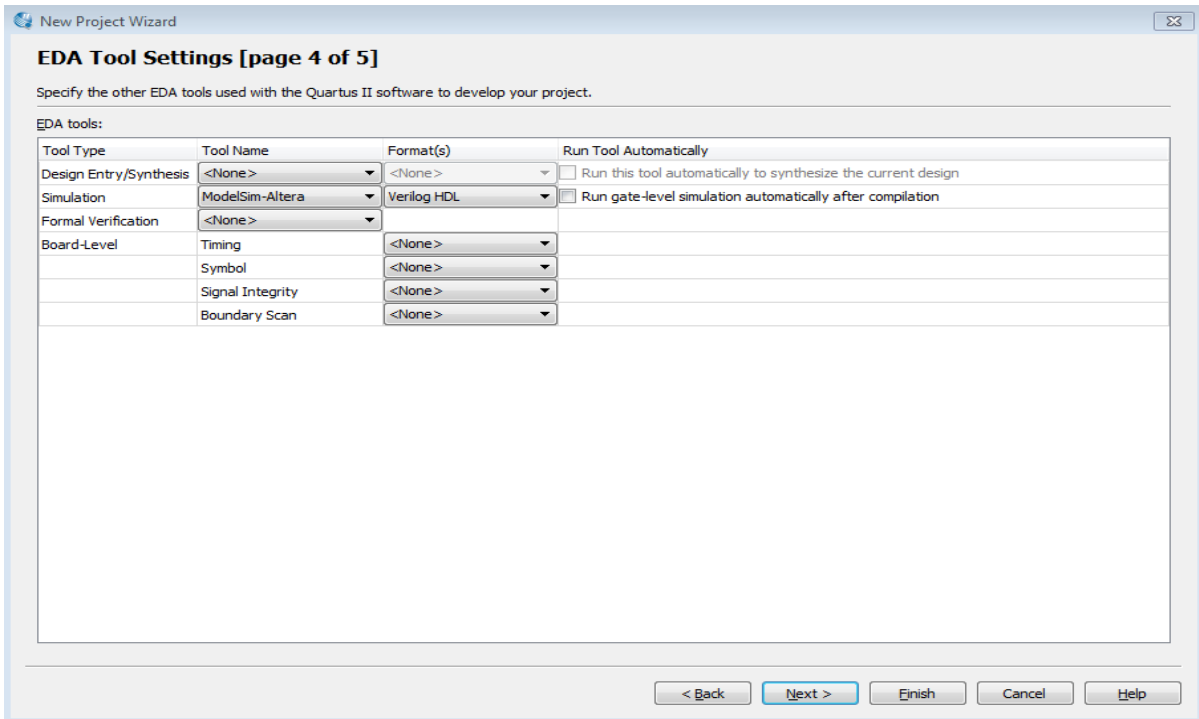 New Project Wizard
EDA Tool Settings [page 4 of 5]
Specify the other EDA tools used with the Quartus II software to develop your project.
EDA tools:
Tool Type Tool Name Format(s) Run Tool Automatically
Design Entry/Synthesis <None> <None> Run this tool automatically to synthesize the current design
Simulation ModelSim-Altera Verilog HDL Run gate-level simulation automatically after compilation
Formal Verification <None>
Board-Level Timing <None>
Symbol <None>
Signal Integrity <None>
Boundary Scan <None>
< Back Next > Finish Cancel Help